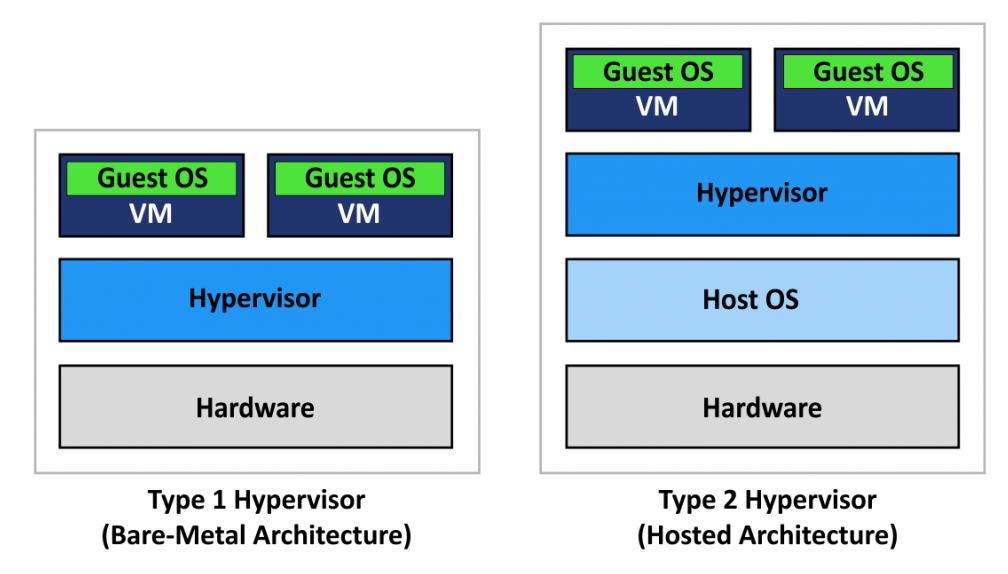 Guest OS
VM
Guest OS
VM
Hypervisor
Hardware
Type 1 Hypervisor
(Bare-Metal Architecture)
Guest OS
VM
Guest OS
VM
Hypervisor
Host OS
Hardware
Type 2 Hypervisor
(Hosted Architecture)